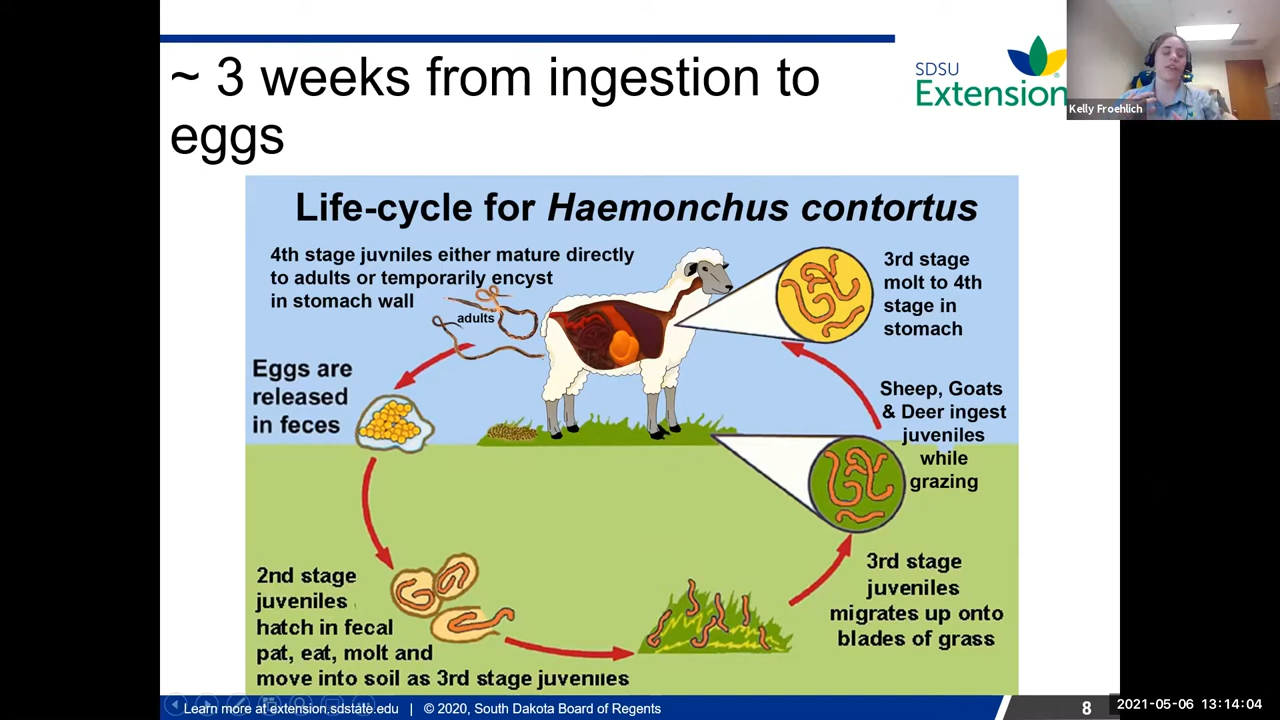 ~ 3 weeks from ingestion to
eggs
SDSU
Extension
Kelly Froehlich
Life-cycle for Haemonchus contortus
4th stage juvniles either mature directly
to adults or temporarily encyst
in stomach wall
adults
3rd stage
molt to 4th
stage in
stomach
Eggs are
released
in feces
Sheep, Goats
& Deer ingest
juveniles
while
grazing
2nd stage
juveniles
hatch in fecal
pat, eat, molt and
move into soil as 3rd stage juveniles
3rd stage
juveniles
migrates up onto
blades of grass
Learn more at extension.sdstate.edu | © 2020, South Dakota Board of Regents
8
2021-05-06 13:14:04